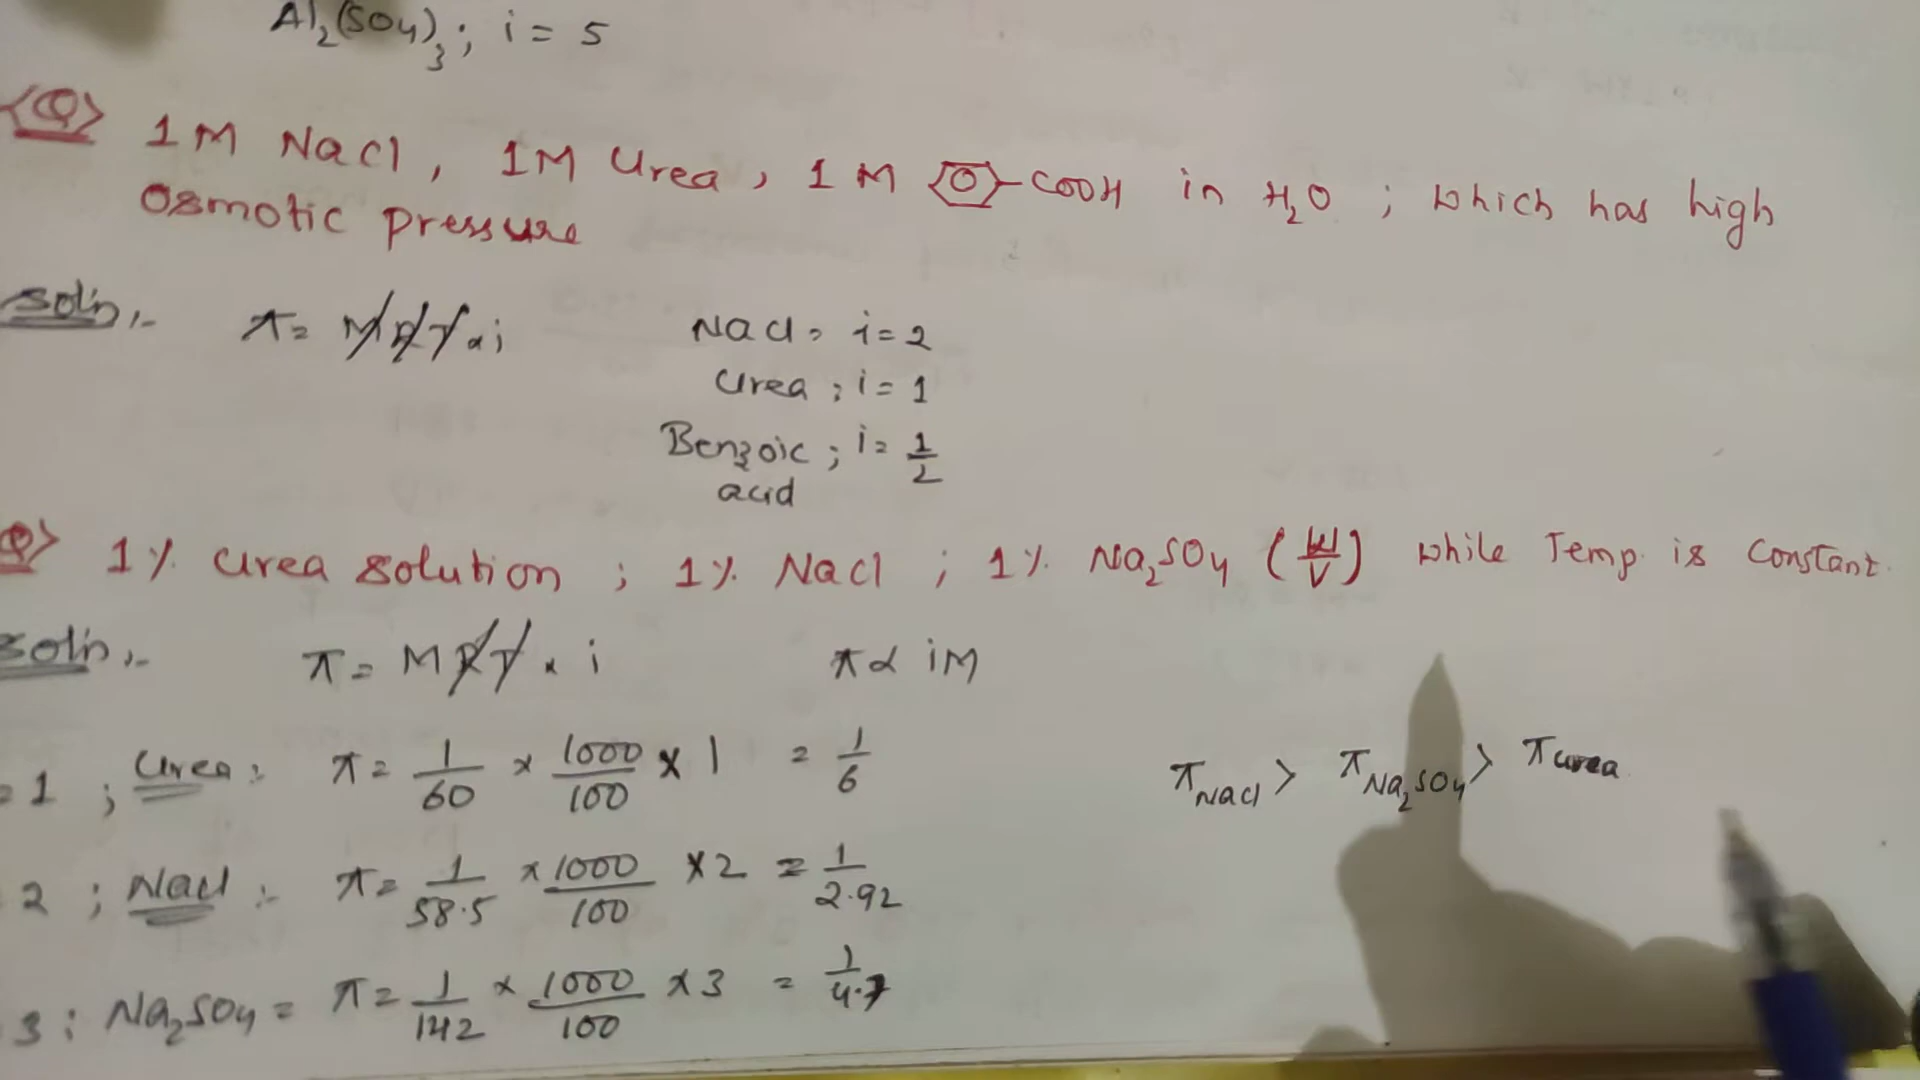 Al₂(SO₄)₃; i = 5
<Q> 1M NaCl, 1M Urea, 1M -COOH in H₂O; which has high
Osmotic pressure
Soln:- π = MRT × i
NaCl, i = 2
Urea; i = 1
Benzoic acid; i = 1/2
Q> 1% Urea solution; 1% NaCl; 1% Na₂SO₄ (W/V) while Temp. is constant.
Soln:- π = MRT × i π ∝ iM
= 1; Urea: π = 1/60 × 1000/100 × 1 = 1/6
π NaCl > π Na₂SO₄ > π urea
2; NaCl:- π = 1/58.5 × 1000/100 × 2 = 1/2.92
3: Na₂SO₄ = π = 1/142 × 1000/100 × 3 = 1/4.7